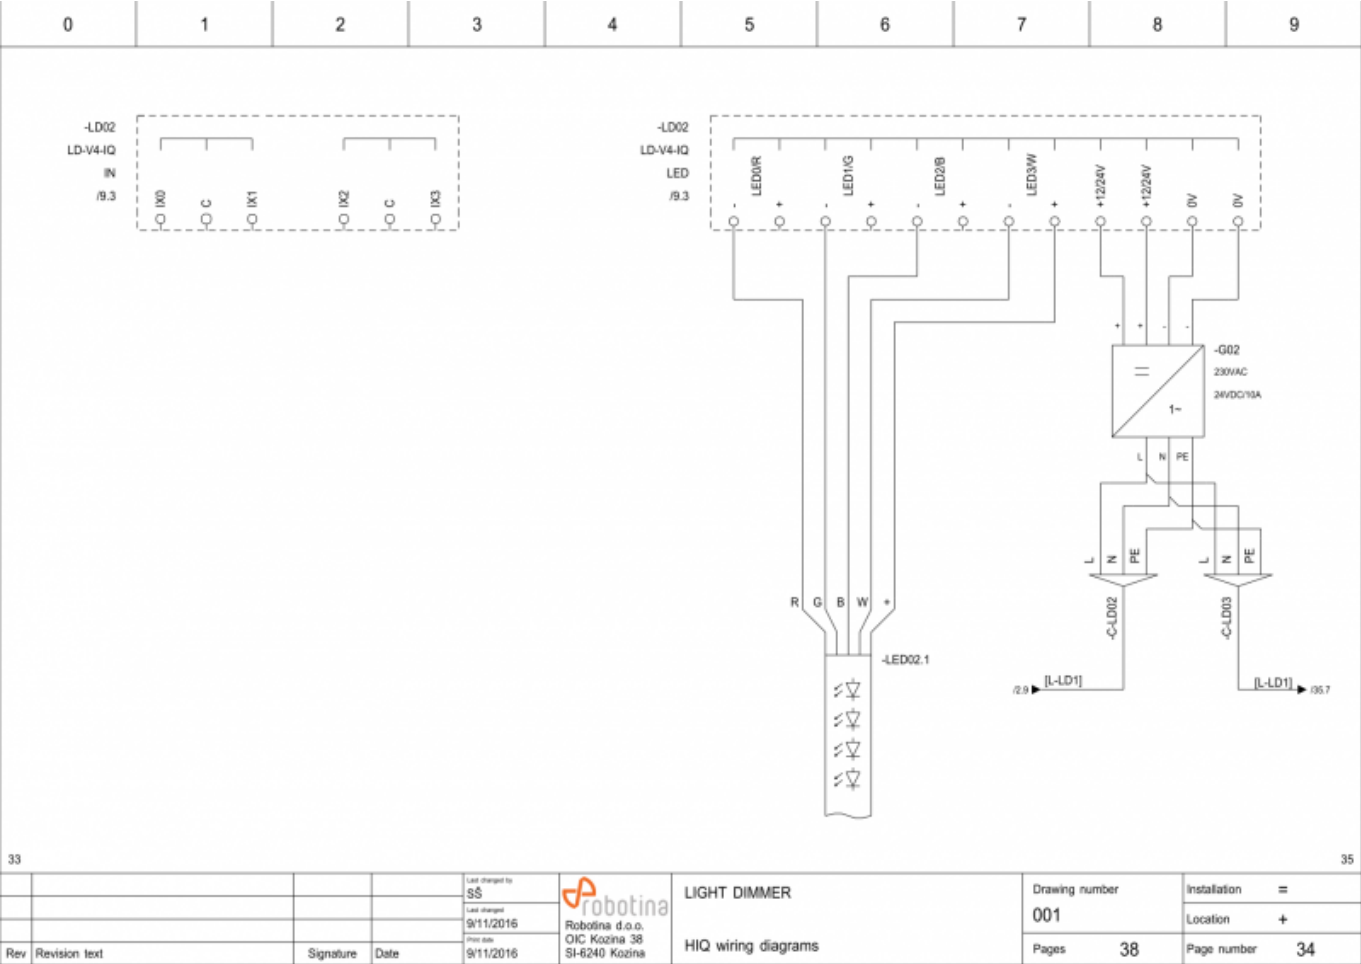 0 1 2 3 4 5 6 7 8 9
-LD02
LD-V4-IQ
IN
/9.3
IX0 C IX1 IX2 C IX3
-LD02
LD-V4-IQ
LED
/9.3
LED0/R LED1/G LED2/B LED3/W +12/24V +12/24V 0V 0V
- + - + - + - +
+ + - -
-G02
230VAC
24VDC/10A
1~
L N PE
L N PE L N PE
R G B W +
-C-LD02 -C-LD03
-LED02.1
/2.9 [L-LD1] [L-LD1] /35.7
33 35
Rev Revision text Signature Date
Last changed by
SŠ
Last changed
9/11/2016
Print date
9/11/2016
robotina
Robotina d.o.o.
OIC Kozina 38
SI-6240 Kozina
LIGHT DIMMER
HIQ wiring diagrams
Drawing number
001
Pages 38
Installation =
Location +
Page number 34